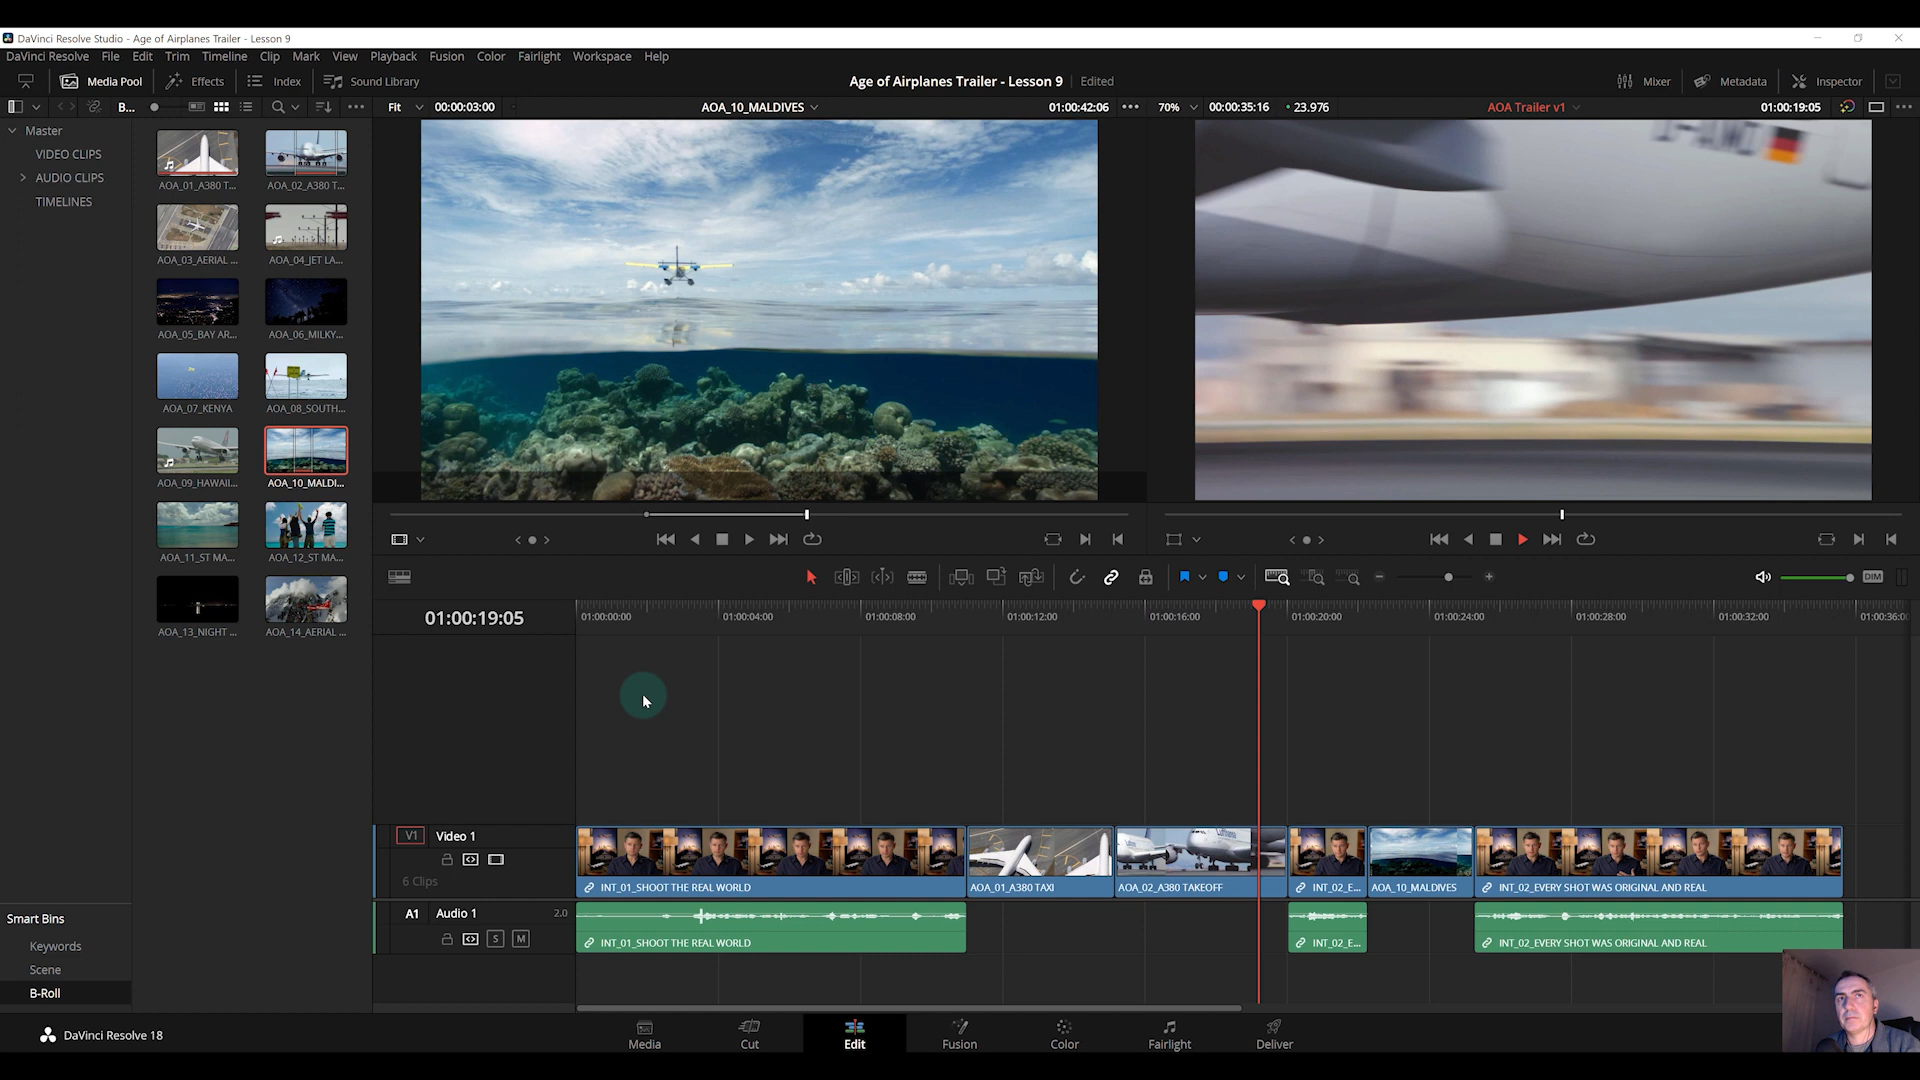 DaVinci Resolve Studio - Age of Airplanes Trailer - Lesson 9
DaVinci Resolve File Edit Trim Timeline Clip Mark View Playback Fusion Color Fairlight Workspace Help
Media Pool Effects Index Sound Library Age of Airplanes Trailer - Lesson 9 Edited Mixer Metadata Inspector
B... Fit 00:00:03:00 AOA_10_MALDIVES 01:00:42:06 70% 00:00:35:16 23.976 AOA Trailer v1 01:00:19:05
Master
VIDEO CLIPS
AUDIO CLIPS
TIMELINES
AOA_01_A380 T... AOA_02_A380 T...
AOA_03_AERIAL ... AOA_04_JET LA...
AOA_05_BAY AR... AOA_06_MILKY...
AOA_07_KENYA AOA_08_SOUTH...
AOA_09_HAWAII... AOA_10_MALDI...
AOA_11_ST MA... AOA_12_ST MA...
AOA_13_NIGHT ... AOA_14_AERIAL ...
DIM
01:00:19:05 01:00:00:00 01:00:04:00 01:00:08:00 01:00:12:00 01:00:16:00 01:00:20:00 01:00:24:00 01:00:28:00 01:00:32:00 01:00:36:00
V1 Video 1
6 Clips
INT_01_SHOOT THE REAL WORLD AOA_01_A380 TAXI AOA_02_A380 TAKEOFF INT_02_E... AOA_10_MALDIVES INT_02_EVERY SHOT WAS ORIGINAL AND REAL
A1 Audio 1 2.0
S M
INT_01_SHOOT THE REAL WORLD INT_02_E... INT_02_EVERY SHOT WAS ORIGINAL AND REAL
Smart Bins
Keywords
Scene
B-Roll
DaVinci Resolve 18
Media Cut Edit Fusion Color Fairlight Deliver